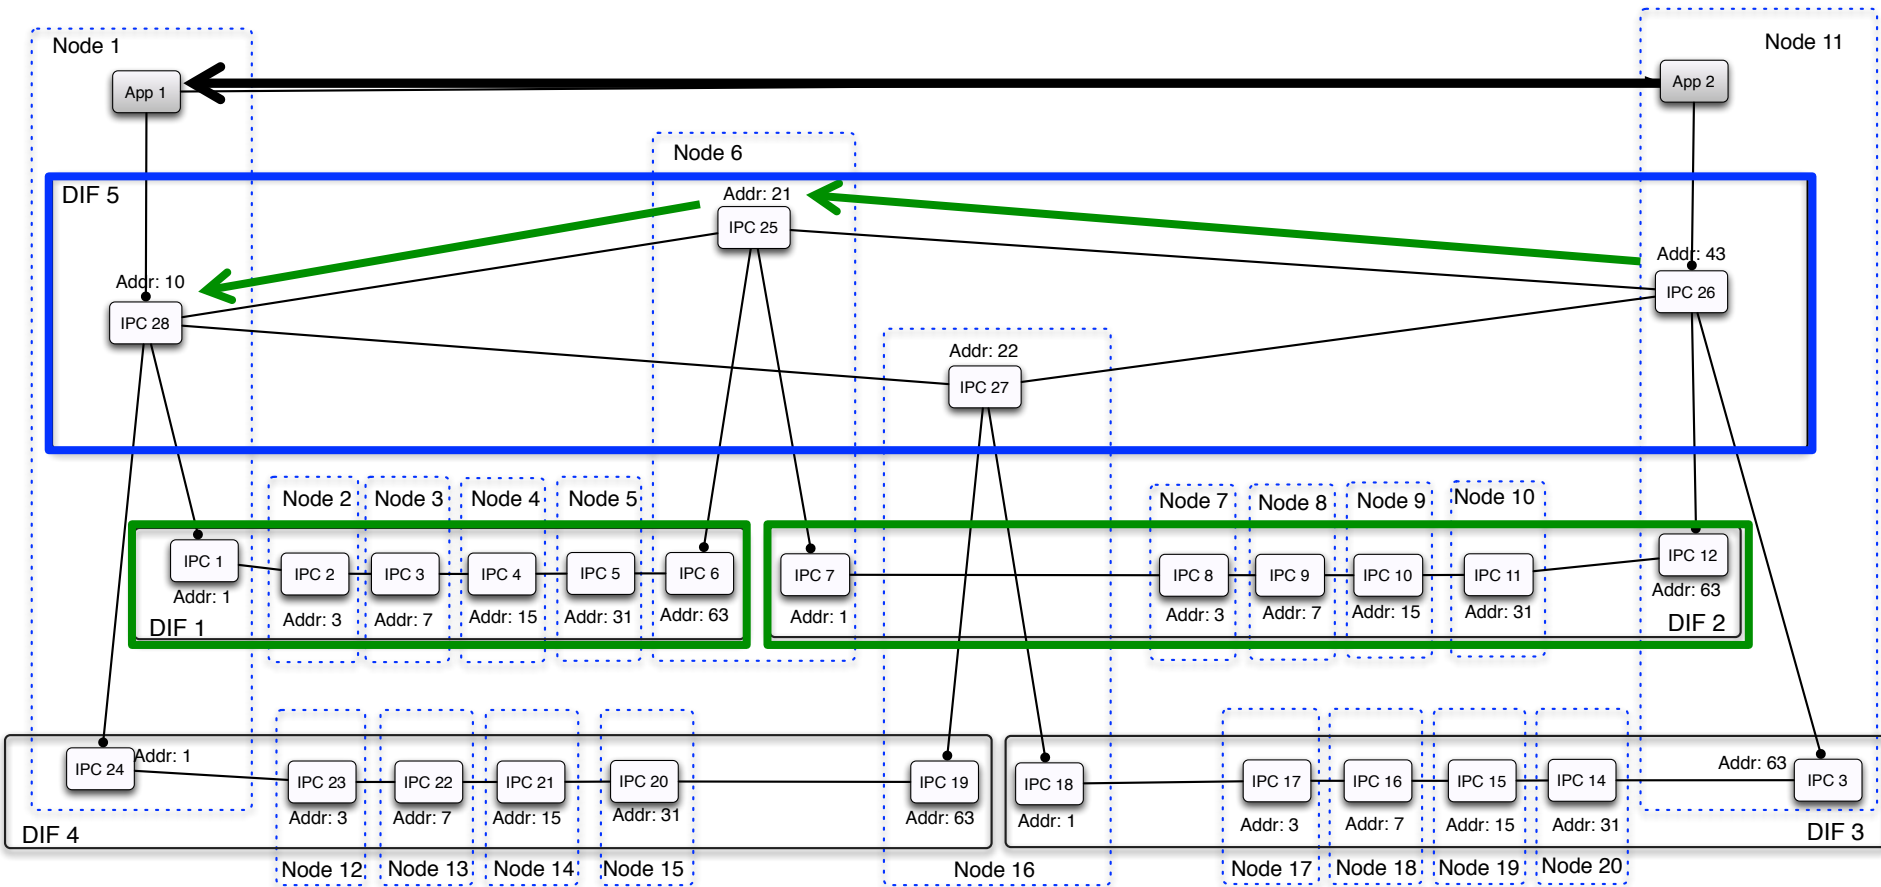 Node 1
Node 11
App 1
App 2
Node 6
DIF 5
Addr: 21
IPC 25
Addr: 43
IPC 26
Addr: 10
IPC 28
Addr: 22
IPC 27
Node 2
Node 3
Node 4
Node 5
Node 7
Node 8
Node 9
Node 10
IPC 1
IPC 2
IPC 3
IPC 4
IPC 5
IPC 6
IPC 7
IPC 8
IPC 9
IPC 10
IPC 11
IPC 12
Addr: 1
Addr: 3
Addr: 7
Addr: 15
Addr: 31
Addr: 63
Addr: 1
Addr: 3
Addr: 7
Addr: 15
Addr: 31
Addr: 63
DIF 1
DIF 2
IPC 24
Addr: 1
IPC 23
IPC 22
IPC 21
IPC 20
IPC 19
IPC 18
IPC 17
IPC 16
IPC 15
IPC 14
Addr: 63
IPC 3
Addr: 3
Addr: 7
Addr: 15
Addr: 31
Addr: 63
Addr: 1
Addr: 3
Addr: 7
Addr: 15
Addr: 31
DIF 4
DIF 3
Node 12
Node 13
Node 14
Node 15
Node 16
Node 17
Node 18
Node 19
Node 20